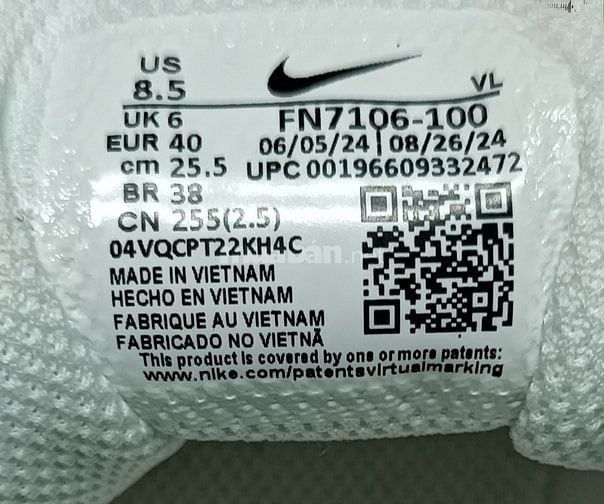 US
8.5
VL
UK 6
FN7106-100
EUR 40
06/05/24 | 08/26/24
cm 25.5
UPC 00196609332472
BR 38
CN 255(2.5)
04VQCPT22KH4C
MADE IN VIETNAM
HECHO EN VIETNAM
FABRIQUE AU VIETNAM
FABRICADO NO VIETNÃ
This product is covered by one or more patents:
www.nike.com/patentsvirtualmarking